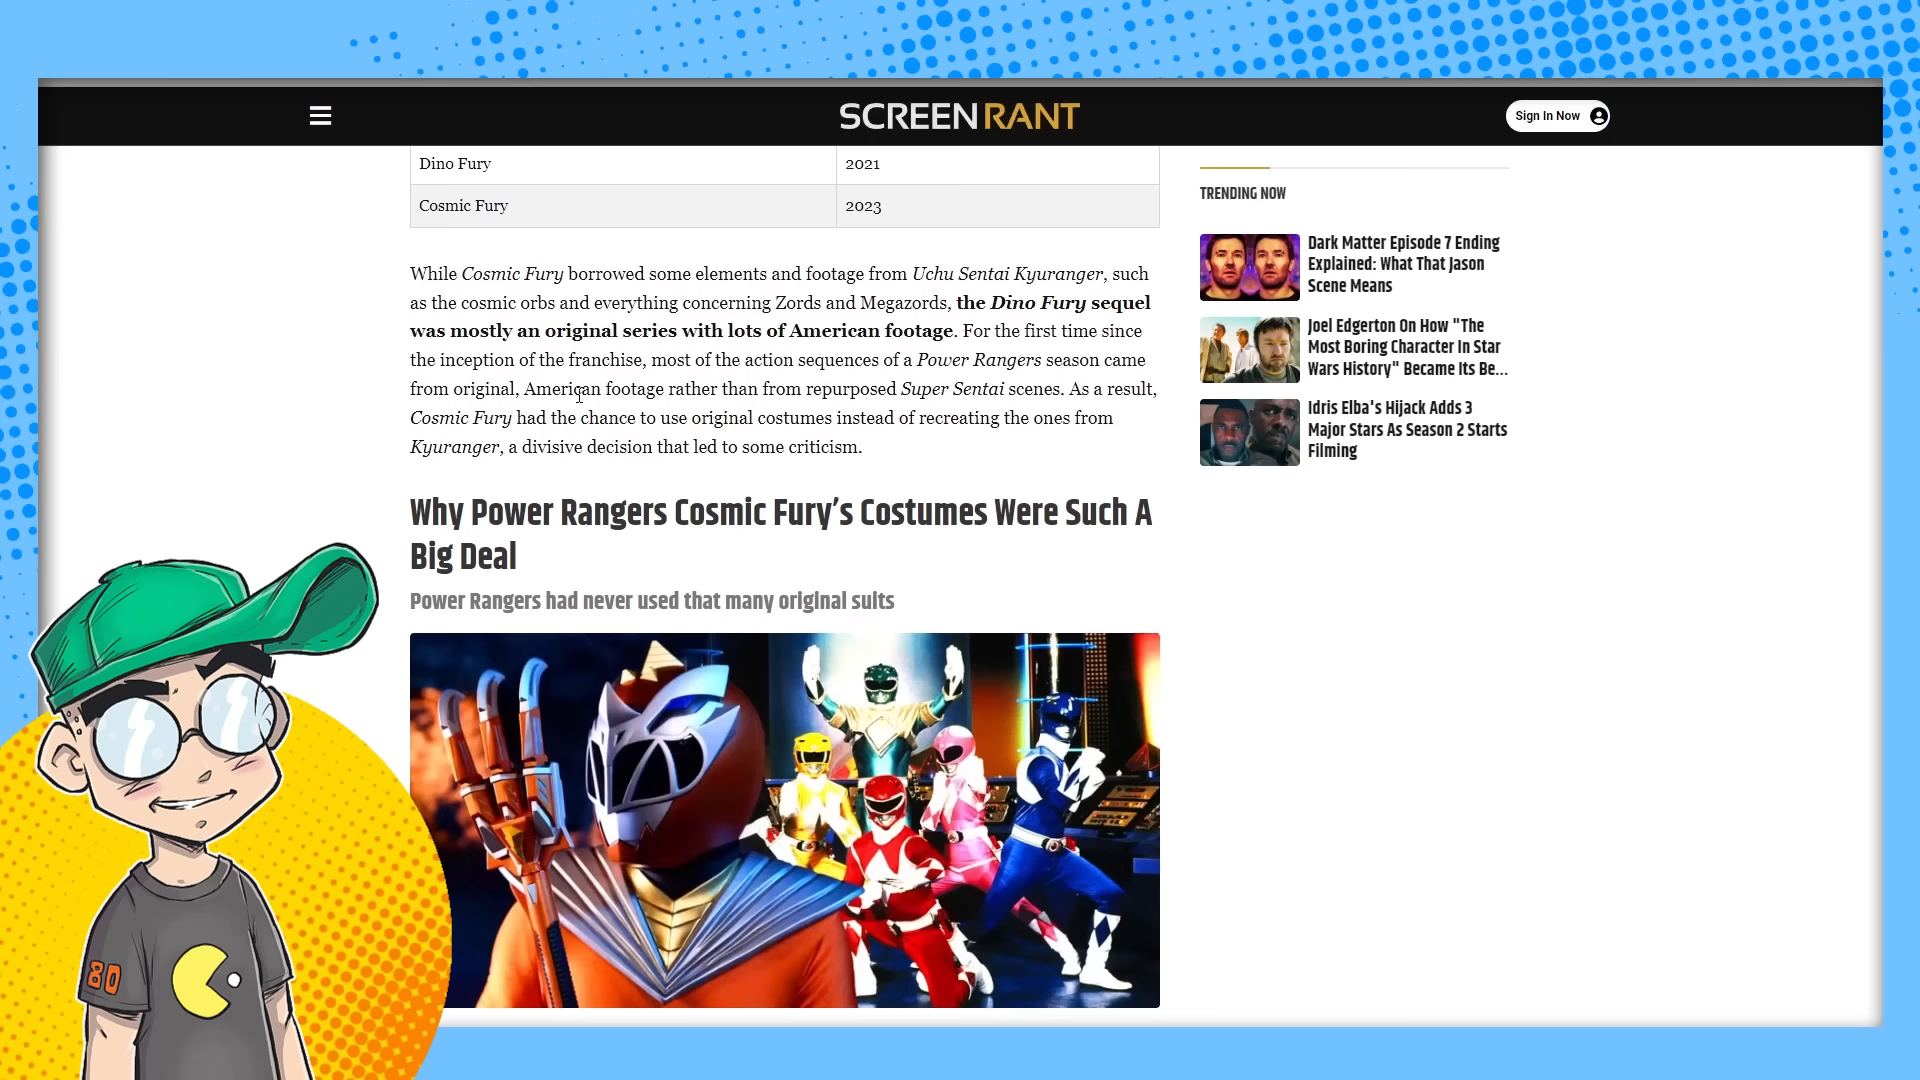 SCREENRANT
Sign In Now
Dino Fury 2021
Cosmic Fury 2023
While Cosmic Fury borrowed some elements and footage from Uchu Sentai Kyuranger, such
as the cosmic orbs and everything concerning Zords and Megazords, the Dino Fury sequel
was mostly an original series with lots of American footage. For the first time since
the inception of the franchise, most of the action sequences of a Power Rangers season came
from original, American footage rather than from repurposed Super Sentai scenes. As a result,
Cosmic Fury had the chance to use original costumes instead of recreating the ones from
Kyuranger, a divisive decision that led to some criticism.
Why Power Rangers Cosmic Fury’s Costumes Were Such A
Big Deal
Power Rangers had never used that many original suits
TRENDING NOW
Dark Matter Episode 7 Ending
Explained: What That Jason
Scene Means
Joel Edgerton On How "The
Most Boring Character In Star
Wars History" Became Its Be...
Idris Elba's Hijack Adds 3
Major Stars As Season 2 Starts
Filming
80